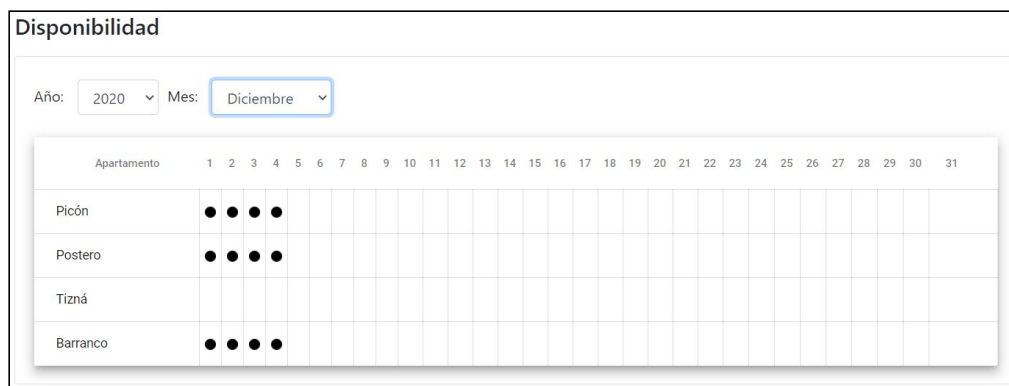 Disponibilidad
Año: 2020 Mes: Diciembre
Apartamento 1 2 3 4 5 6 7 8 9 10 11 12 13 14 15 16 17 18 19 20 21 22 23 24 25 26 27 28 29 30 31
Picón
Postero
Tizná
Barranco